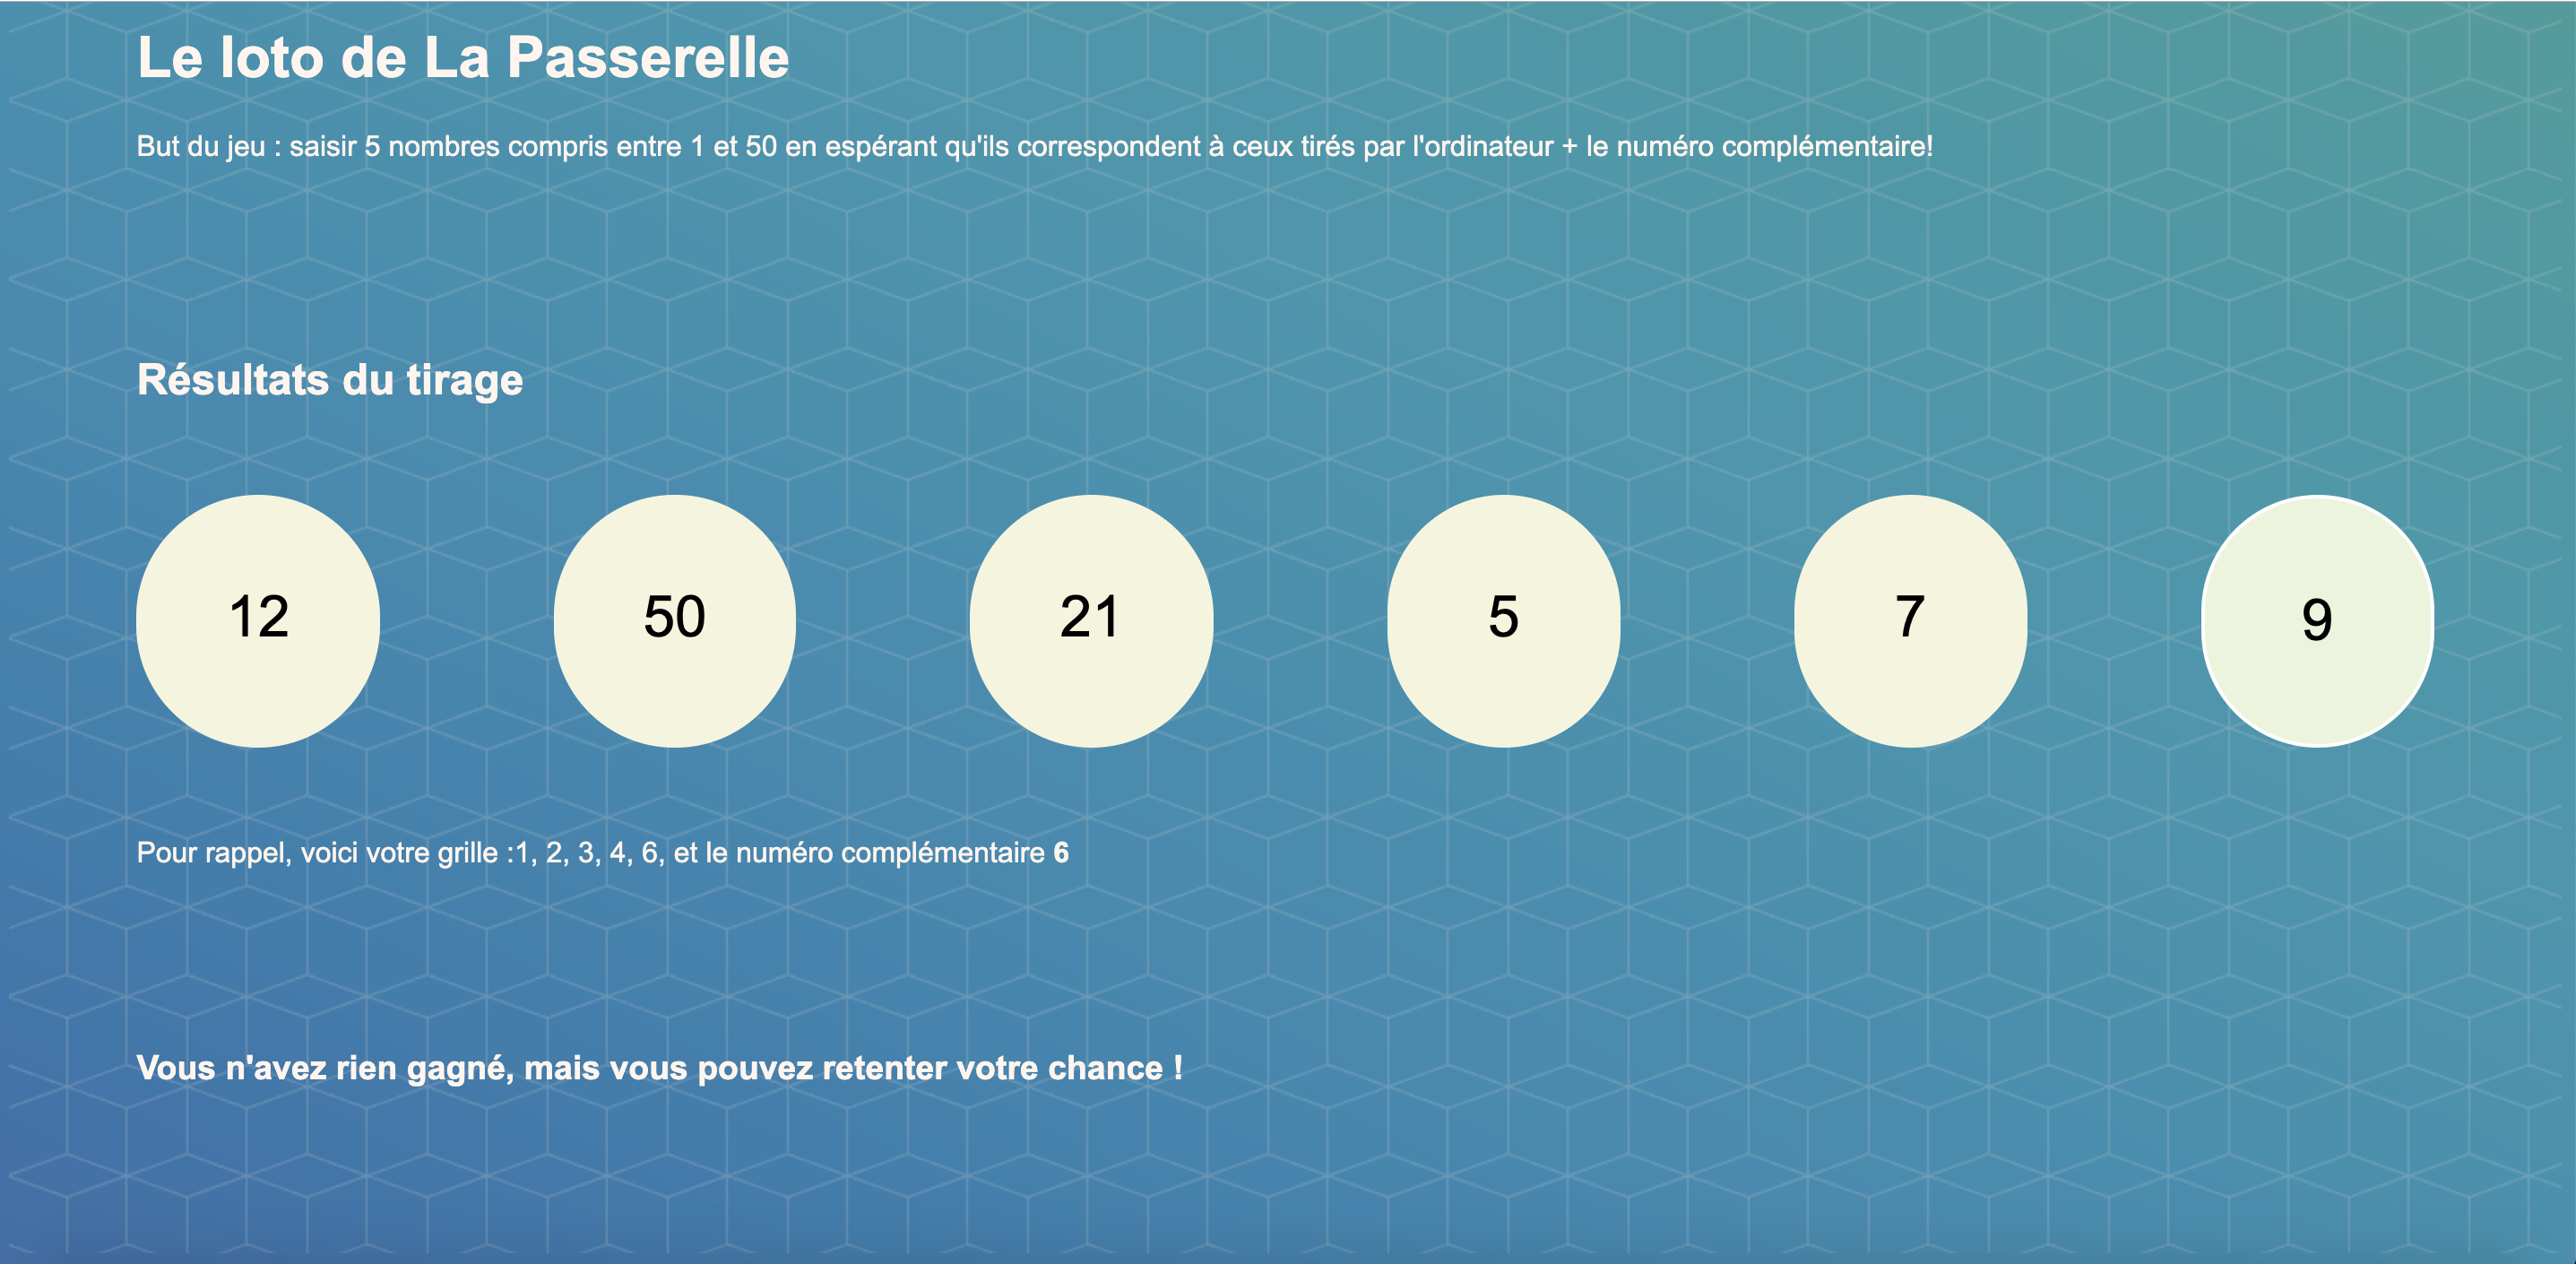 Le loto de La Passerelle
But du jeu : saisir 5 nombres compris entre 1 et 50 en espérant qu'ils correspondent à ceux tirés par l'ordinateur + le numéro complémentaire!
Résultats du tirage
12 50 21 5 7 9
Pour rappel, voici votre grille :1, 2, 3, 4, 6, et le numéro complémentaire 6
Vous n'avez rien gagné, mais vous pouvez retenter votre chance !